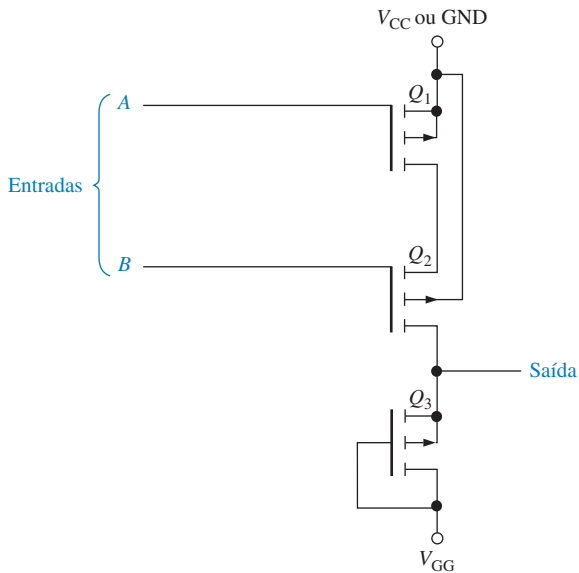 V_CC ou GND
Q_1
A
Entradas
Q_2
B
Saída
Q_3
V_GG